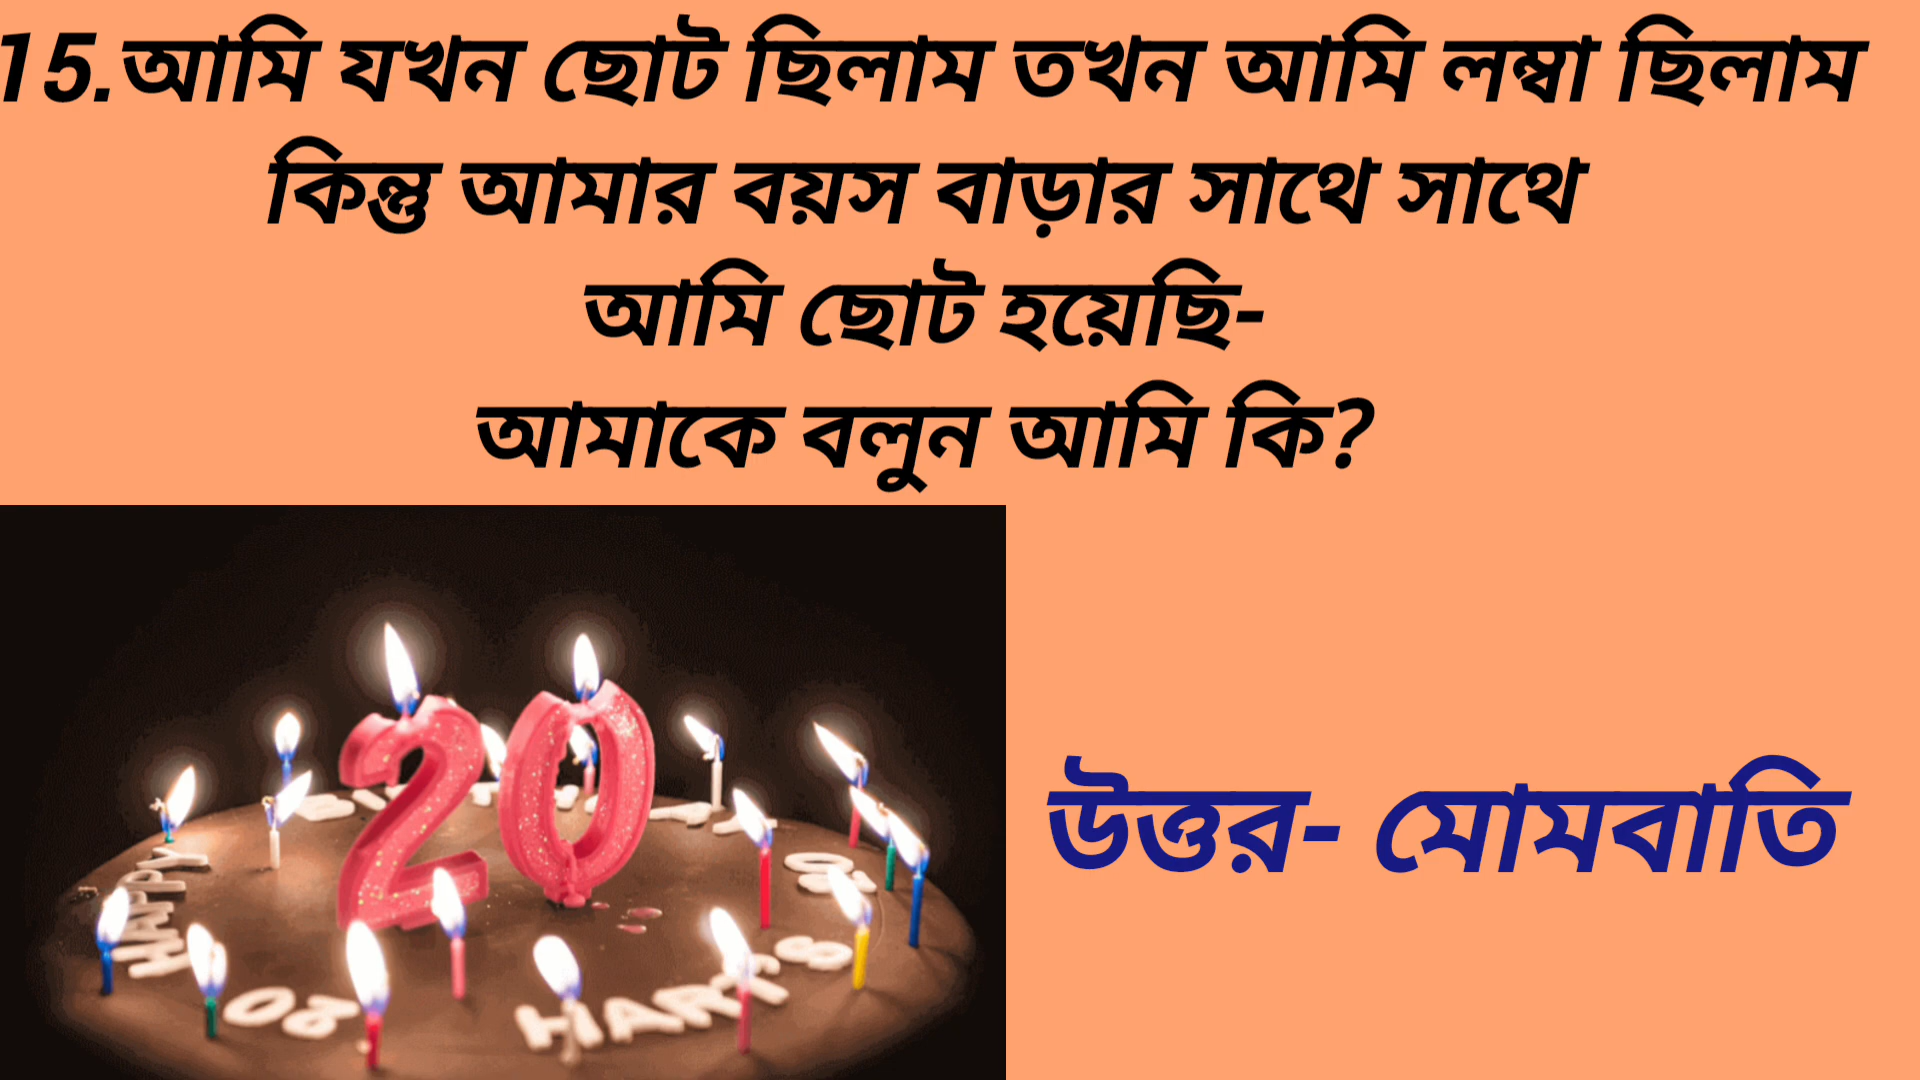 15.আমি যখন ছোট ছিলাম তখন আমি লম্বা ছিলাম
কিন্তু আমার বয়স বাড়ার সাথে সাথে
আমি ছোট হয়েছি-
আমাকে বলুন আমি কি?
উত্তর- মোমবাতি
20
HAPPY